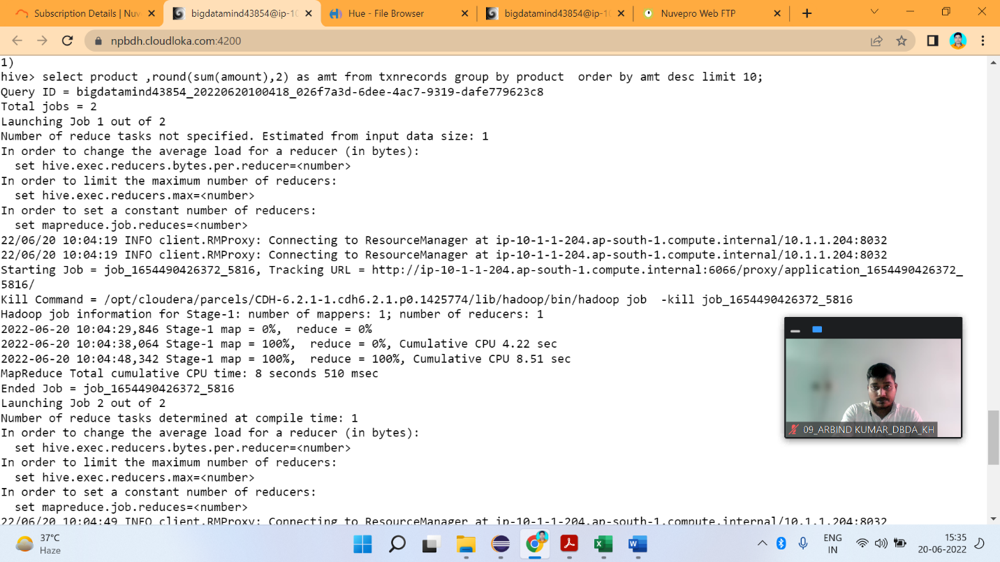 Subscription Details | Nuv
bigdatamind43854@ip-10
Hue - File Browser
bigdatamind43854@ip-10
Nuvepro Web FTP
npbdh.cloudloka.com:4200
1)
hive> select product ,round(sum(amount),2) as amt from txnrecords group by product  order by amt desc limit 10;
Query ID = bigdatamind43854_20220620100418_026f7a3d-6dee-4ac7-9319-dafe779623c8
Total jobs = 2
Launching Job 1 out of 2
Number of reduce tasks not specified. Estimated from input data size: 1
In order to change the average load for a reducer (in bytes):
  set hive.exec.reducers.bytes.per.reducer=<number>
In order to limit the maximum number of reducers:
  set hive.exec.reducers.max=<number>
In order to set a constant number of reducers:
  set mapreduce.job.reduces=<number>
22/06/20 10:04:19 INFO client.RMProxy: Connecting to ResourceManager at ip-10-1-1-204.ap-south-1.compute.internal/10.1.1.204:8032
22/06/20 10:04:19 INFO client.RMProxy: Connecting to ResourceManager at ip-10-1-1-204.ap-south-1.compute.internal/10.1.1.204:8032
Starting Job = job_1654490426372_5816, Tracking URL = http://ip-10-1-1-204.ap-south-1.compute.internal:6066/proxy/application_1654490426372_
5816/
Kill Command = /opt/cloudera/parcels/CDH-6.2.1-1.cdh6.2.1.p0.1425774/lib/hadoop/bin/hadoop job  -kill job_1654490426372_5816
Hadoop job information for Stage-1: number of mappers: 1; number of reducers: 1
2022-06-20 10:04:29,846 Stage-1 map = 0%,  reduce = 0%
2022-06-20 10:04:38,064 Stage-1 map = 100%,  reduce = 0%, Cumulative CPU 4.22 sec
2022-06-20 10:04:48,342 Stage-1 map = 100%,  reduce = 100%, Cumulative CPU 8.51 sec
MapReduce Total cumulative CPU time: 8 seconds 510 msec
Ended Job = job_1654490426372_5816
Launching Job 2 out of 2
Number of reduce tasks determined at compile time: 1
In order to change the average load for a reducer (in bytes):
  set hive.exec.reducers.bytes.per.reducer=<number>
In order to limit the maximum number of reducers:
  set hive.exec.reducers.max=<number>
In order to set a constant number of reducers:
  set mapreduce.job.reduces=<number>
22/06/20 10:04:49 INFO client.RMProxy: Connecting to ResourceManager at ip-10-1-1-204.ap-south-1.compute.internal/10.1.1.204:8032
09_ARBIND KUMAR_DBDA_KH
37°C
Haze
ENG
IN
15:35
20-06-2022